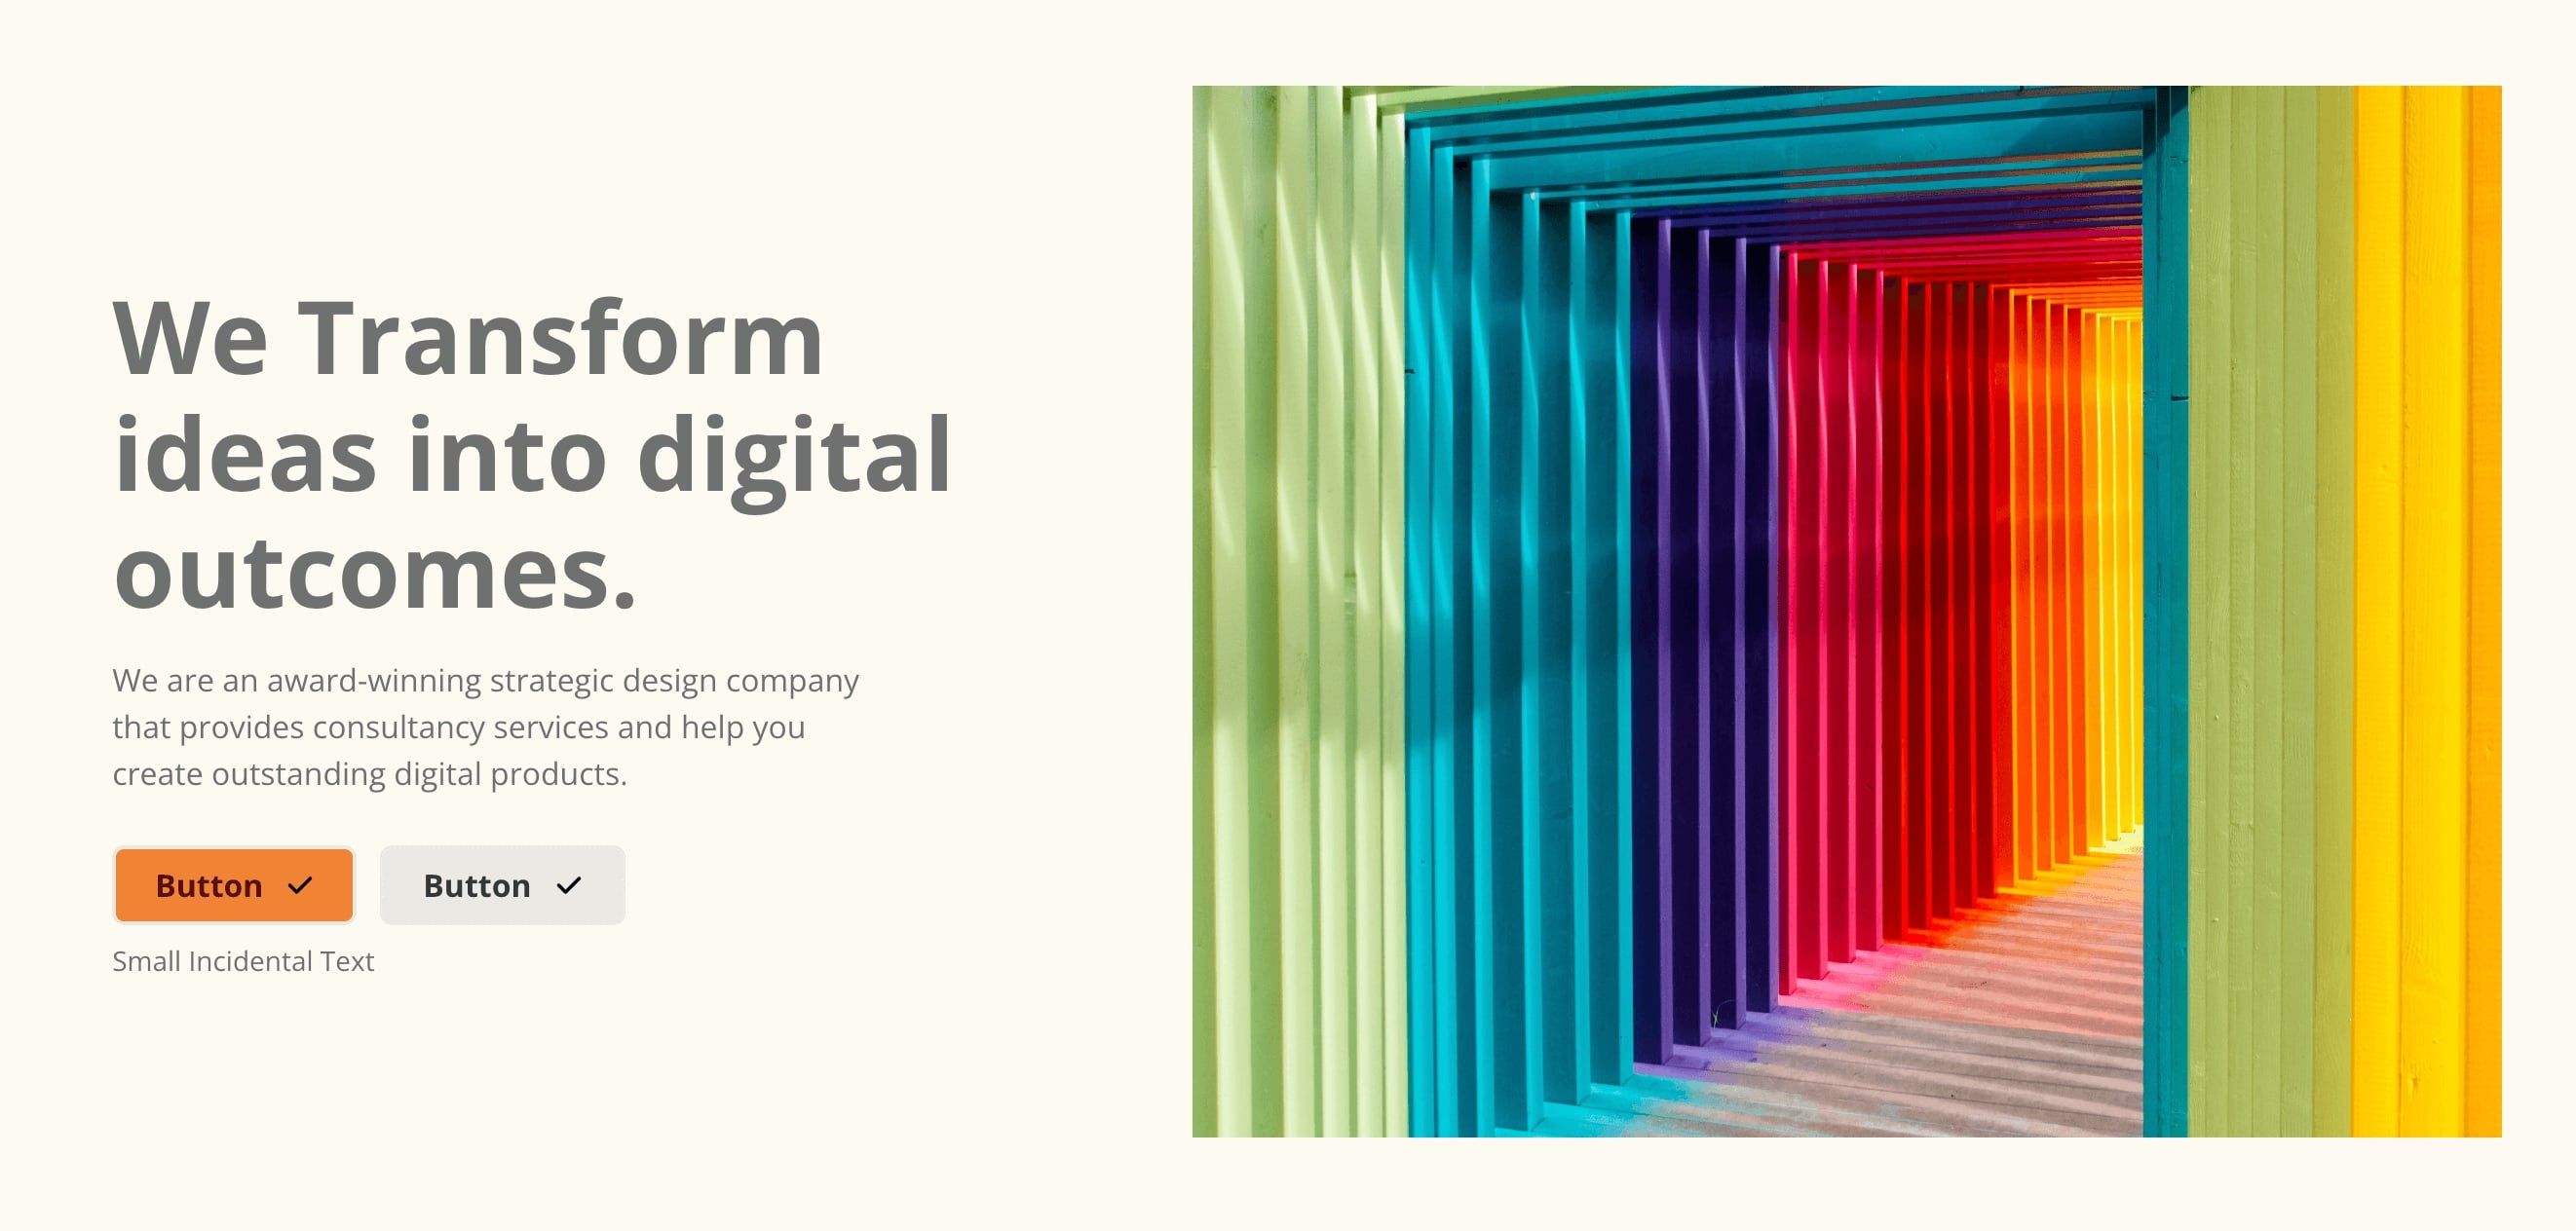 We Transform
ideas into digital
outcomes.
We are an award-winning strategic design company
that provides consultancy services and help you
create outstanding digital products.
Button
Button
Small Incidental Text